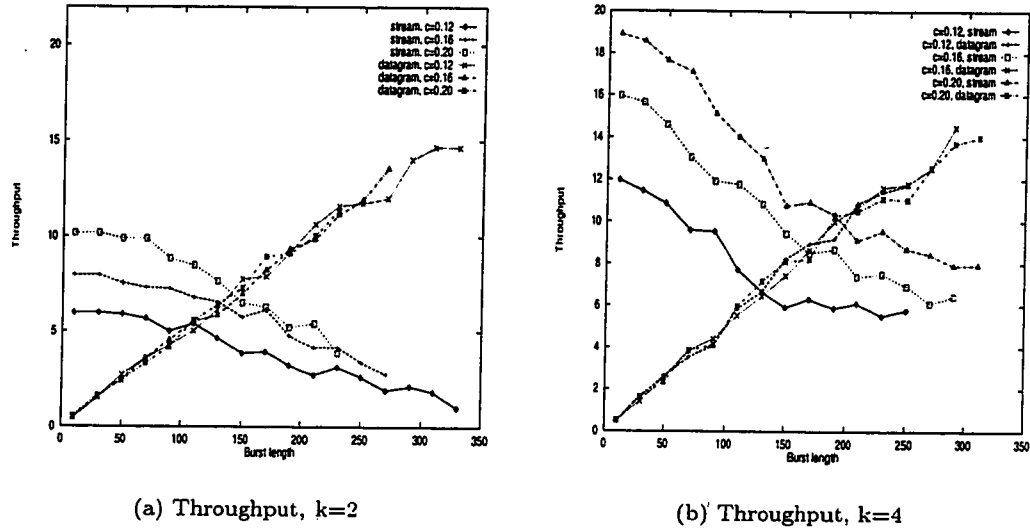 20
15
10
5
0
Throughput
stream, c=0.12
stream, c=0.16
stream, c=0.20
datagram, c=0.12
datagram, c=0.16
datagram, c=0.20
0 50 100 150 200 250 300 350
Burst length
(a) Throughput, k=2
20
18
16
14
12
10
8
6
4
2
0
Throughput
c=0.12, stream
c=0.12, datagram
c=0.16, stream
c=0.16, datagram
c=0.20, stream
c=0.20, datagram
0 50 100 150 200 250 300 350
Burst length
(b) Throughput, k=4